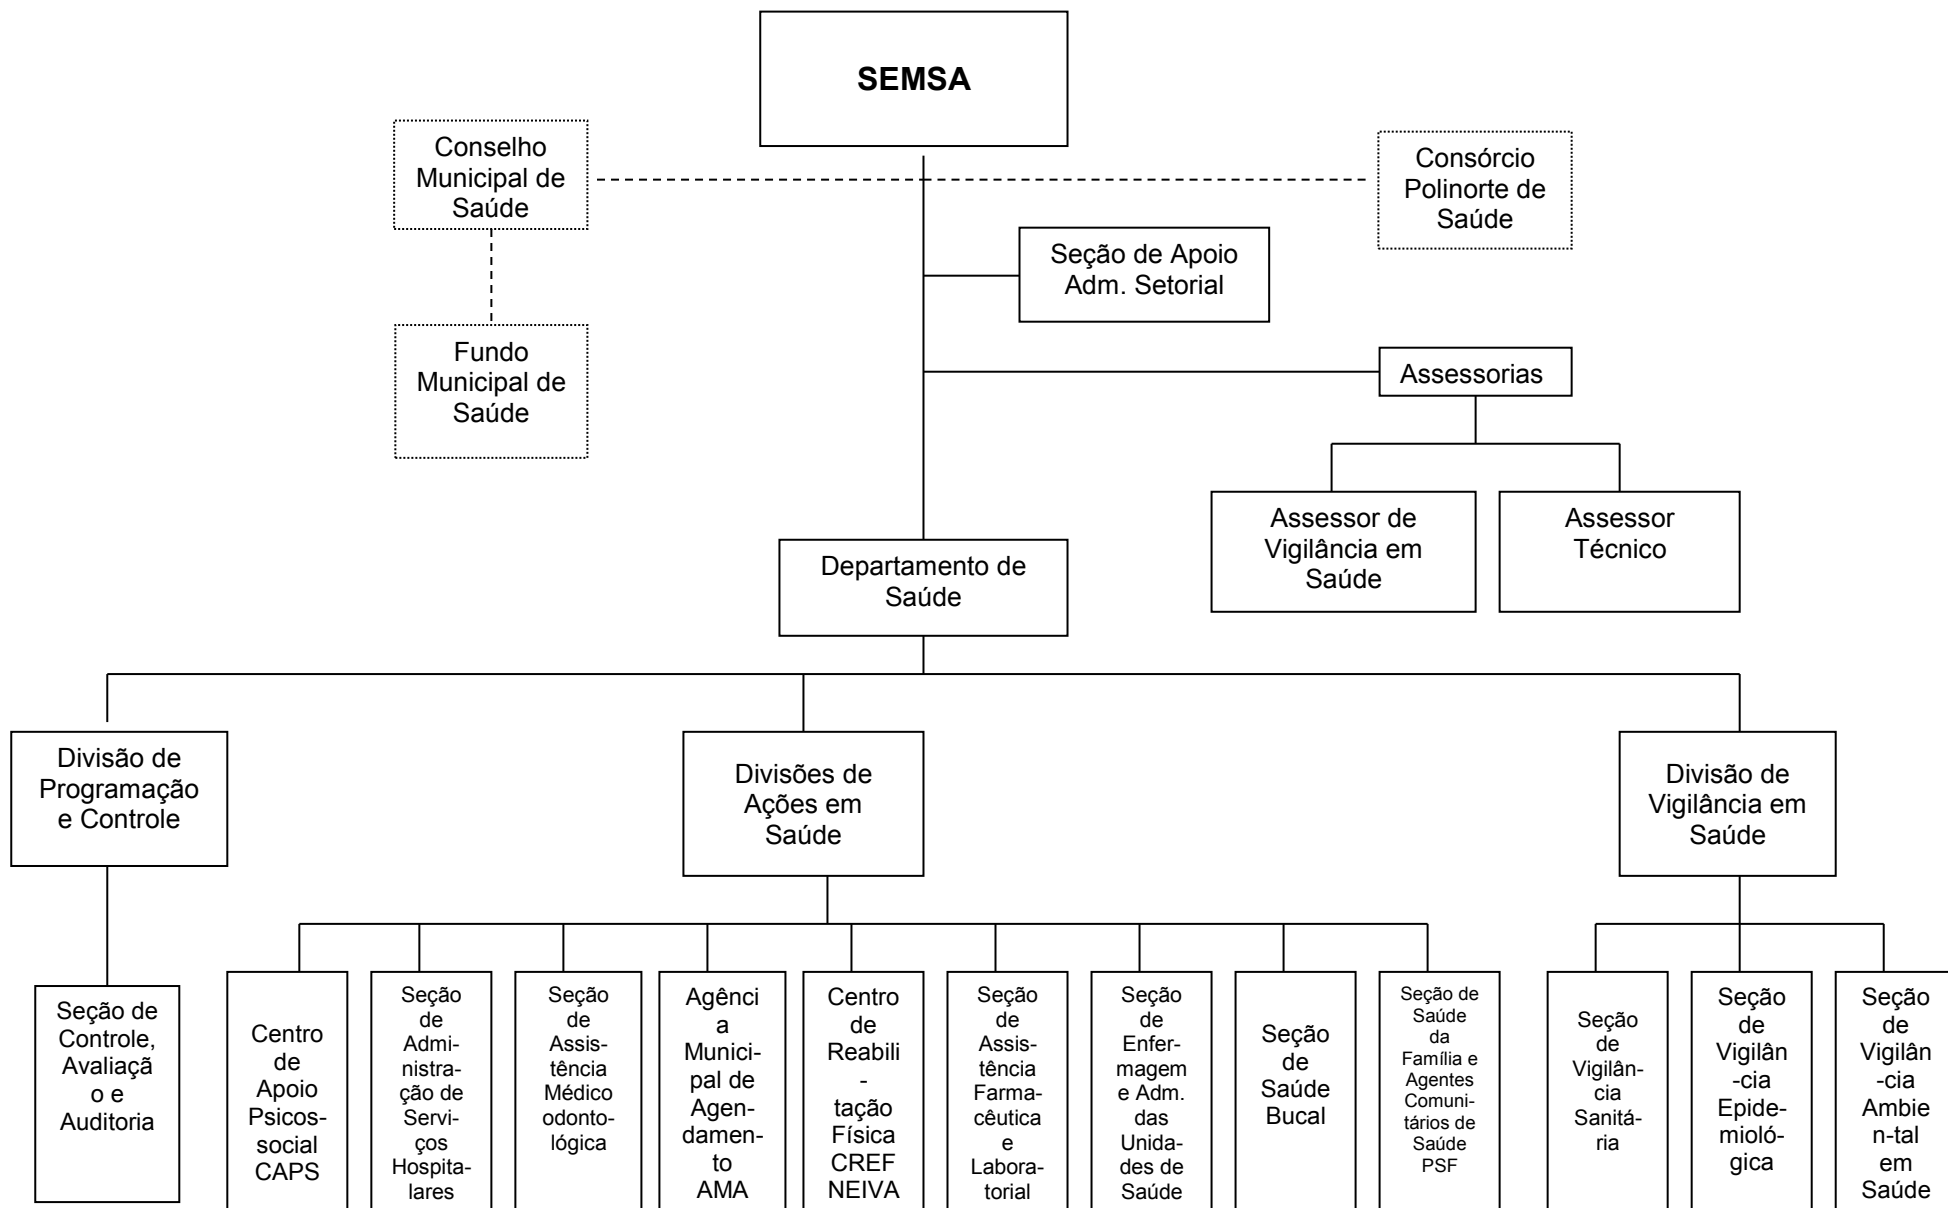 SEMSA
Conselho
Municipal de
Saúde
Consórcio
Polinorte de
Saúde
Seção de Apoio
Adm. Setorial
Fundo
Municipal de
Saúde
Assessorias
Assessor de
Vigilância em
Saúde
Assessor
Técnico
Departamento de
Saúde
Divisão de
Programação
e Controle
Divisões de
Ações em
Saúde
Divisão de
Vigilância em
Saúde
Seção de
Controle,
Avaliaçã
o e
Auditoria
Centro
de
Apoio
Psicos-
social
CAPS
Seção
de
Admi-
nistra-
ção de
Servi-
ços
Hospita-
lares
Seção
de
Assis-
tência
Médico
odonto-
lógica
Agênci
a
Munici-
pal de
Agen-
damen-
to
AMA
Centro
de
Reabili
-
tação
Física
CREF
NEIVA
Seção
de
Assis-
tência
Farma-
cêutica
e
Labora-
torial
Seção
de
Enfer-
magem
e Adm.
das
Unida-
des de
Saúde
Seção
de
Saúde
Bucal
Seção de
Saúde
da
Família e
Agentes
Comuni-
tários de
Saúde
PSF
Seção
de
Vigilân-
cia
Sanitá-
ria
Seção
de
Vigilân
-cia
Epide-
mioló-
gica
Seção
de
Vigilân
-cia
Ambie
n-tal
em
Saúde